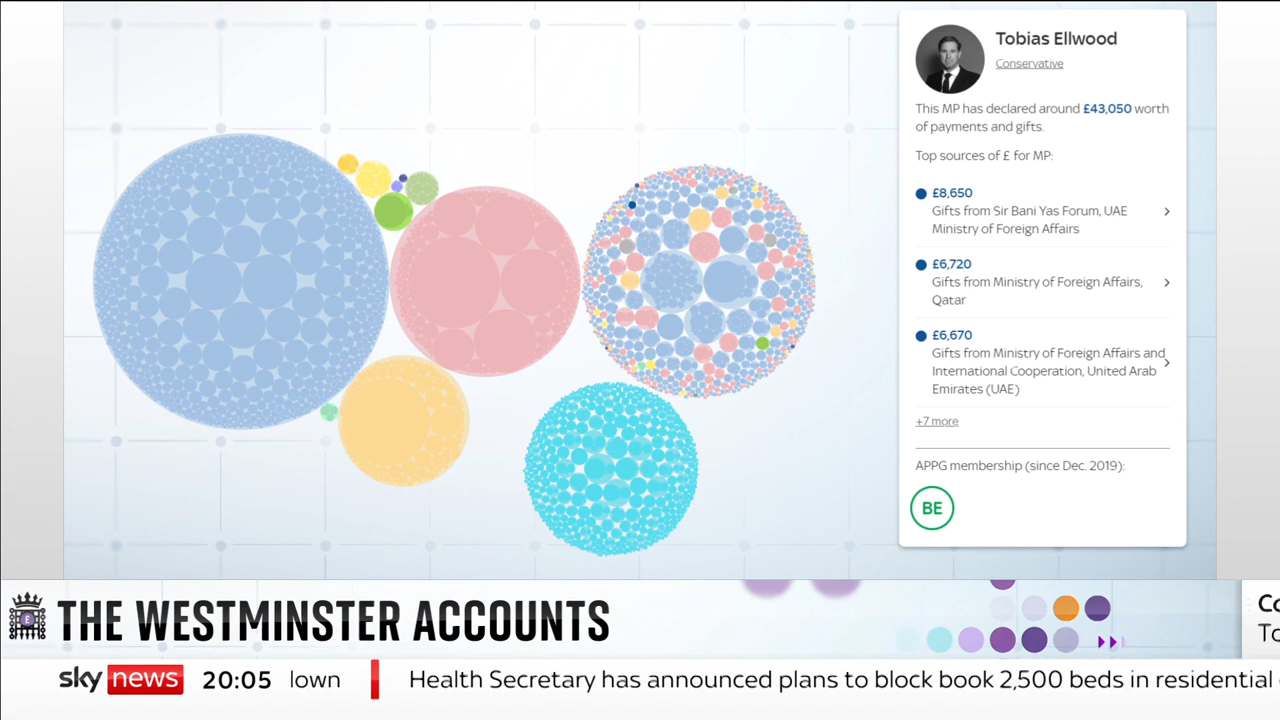 Tobias Ellwood
Conservative
This MP has declared around £43,050 worth
of payments and gifts.
Top sources of £ for MP:
£8,650
Gifts from Sir Bani Yas Forum, UAE
Ministry of Foreign Affairs
£6,720
Gifts from Ministry of Foreign Affairs,
Qatar
£6,670
Gifts from Ministry of Foreign Affairs and
International Cooperation, United Arab
Emirates (UAE)
+7 more
APPG membership (since Dec. 2019):
BE
THE WESTMINSTER ACCOUNTS
Co
To
sky news 20:05 lown Health Secretary has announced plans to block book 2,500 beds in residential